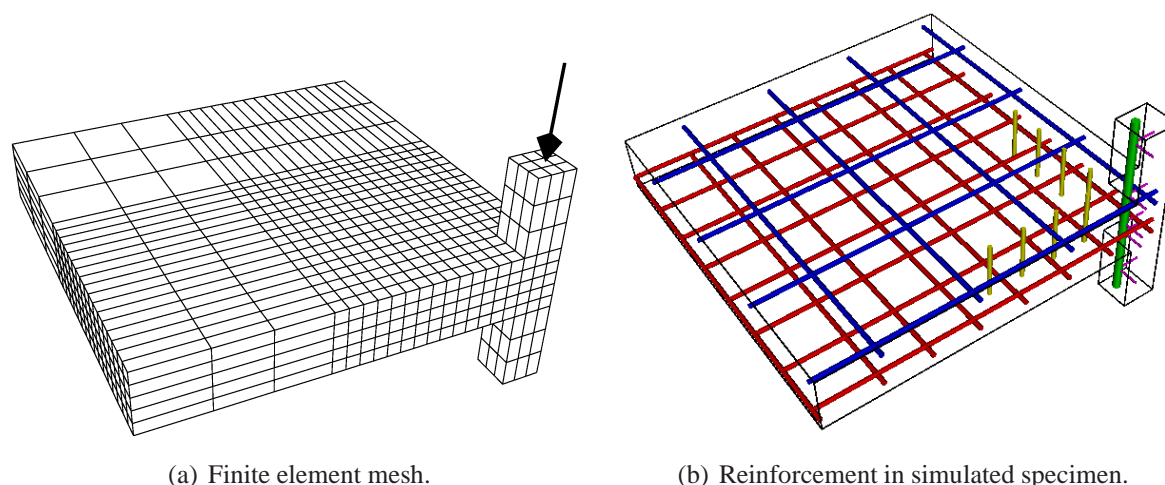 (a) Finite element mesh.
(b) Reinforcement in simulated specimen.